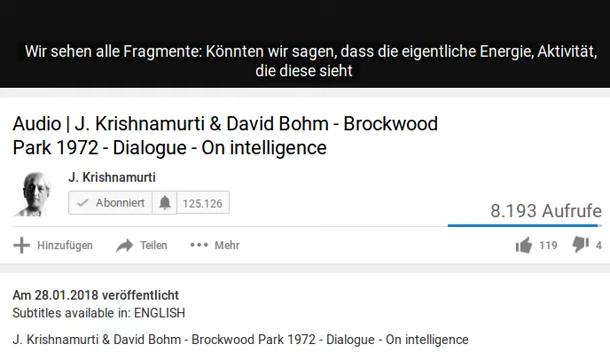 Wir sehen alle Fragmente: Könnten wir sagen, dass die eigentliche Energie, Aktivität,
die diese sieht
Audio | J. Krishnamurti & David Bohm - Brockwood
Park 1972 - Dialogue - On intelligence
J. Krishnamurti
Abonniert 125.126
8.193 Aufrufe
Hinzufügen Teilen Mehr 119 4
Am 28.01.2018 veröffentlicht
Subtitles available in: ENGLISH
J. Krishnamurti & David Bohm - Brockwood Park 1972 - Dialogue - On intelligence